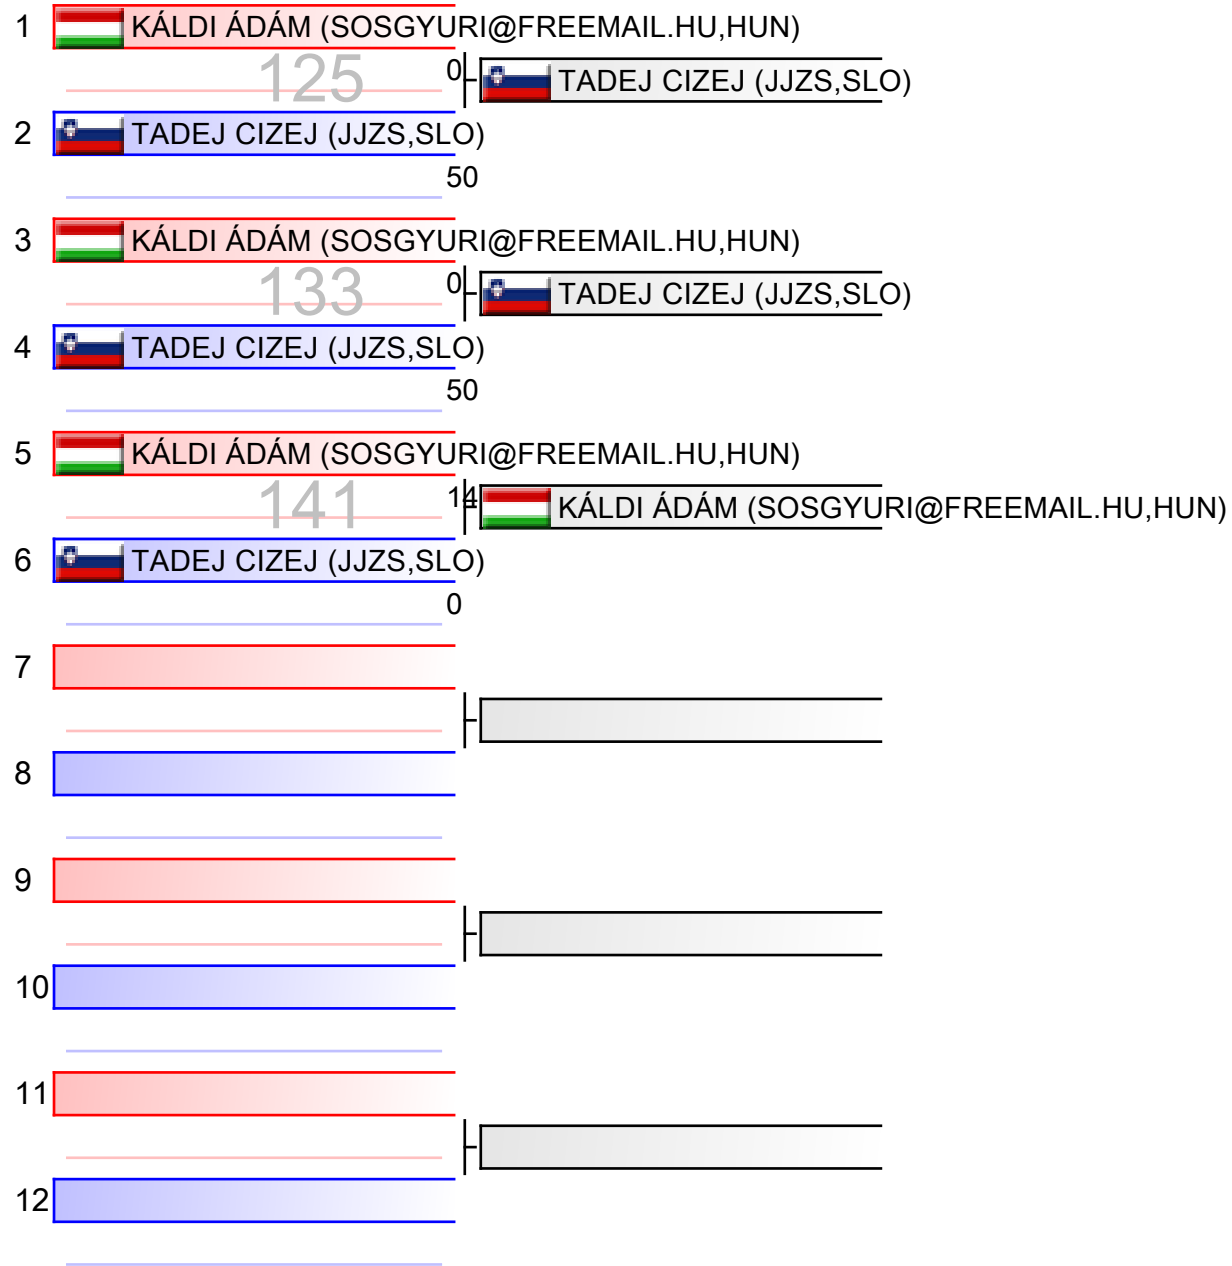 1 KÁLDI ÁDÁM (SOSGYURI@FREEMAIL.HU,HUN)
125 0 TADEJ CIZEJ (JJZS,SLO)
2 TADEJ CIZEJ (JJZS,SLO)
50
3 KÁLDI ÁDÁM (SOSGYURI@FREEMAIL.HU,HUN)
133 0 TADEJ CIZEJ (JJZS,SLO)
4 TADEJ CIZEJ (JJZS,SLO)
50
5 KÁLDI ÁDÁM (SOSGYURI@FREEMAIL.HU,HUN)
141 14 KÁLDI ÁDÁM (SOSGYURI@FREEMAIL.HU,HUN)
6 TADEJ CIZEJ (JJZS,SLO)
0
7
8
9
10
11
12